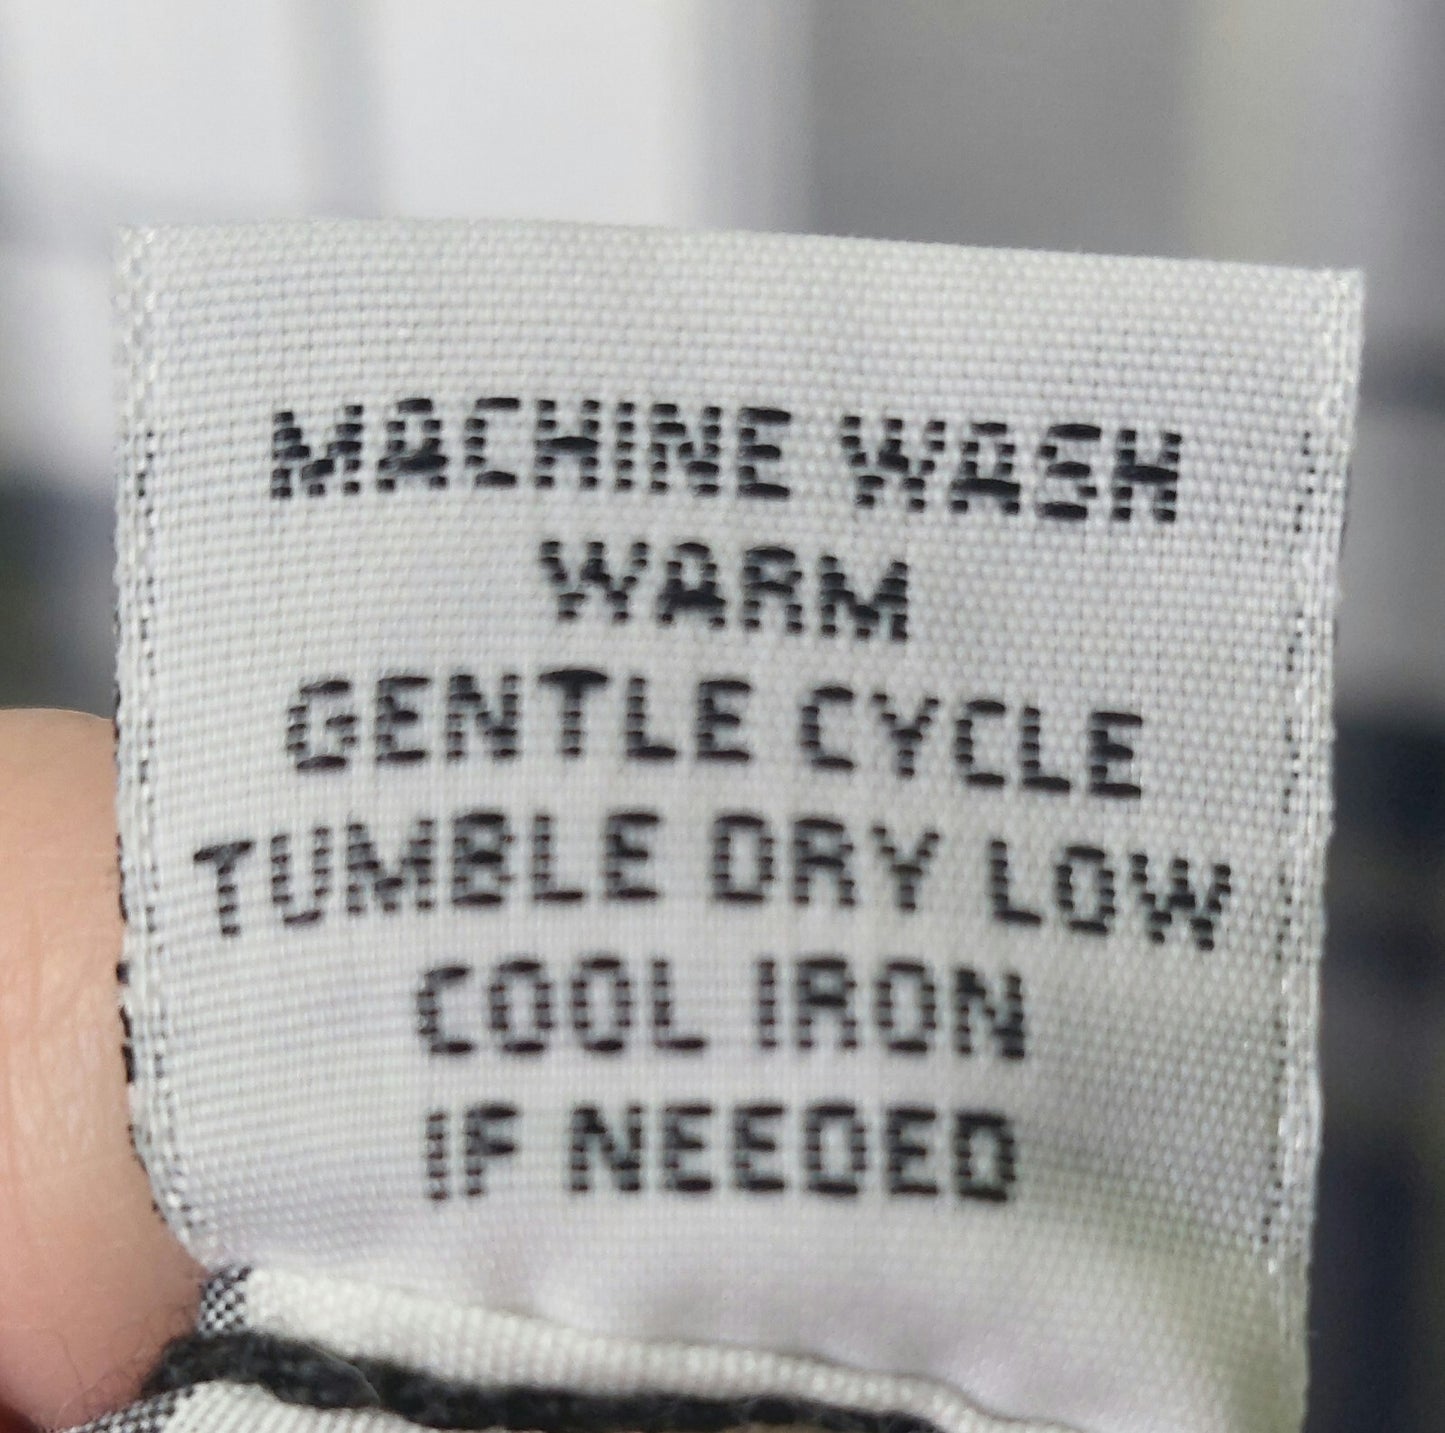 MACHINE WASH
WARM
GENTLE CYCLE
TUMBLE DRY LOW
COOL IRON
IF NEEDED